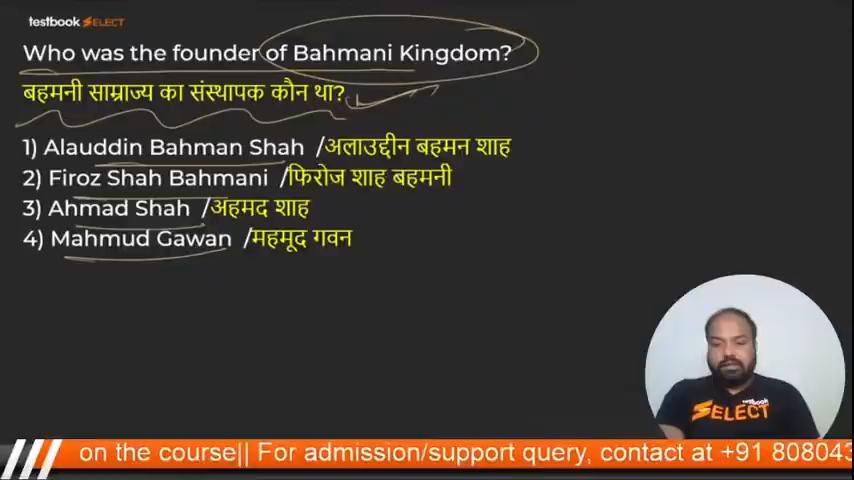 testbook SELECT
Who was the founder of Bahmani Kingdom?
बहमनी साम्राज्य का संस्थापक कौन था?
1) Alauddin Bahman Shah /अलाउद्दीन बहमन शाह
2) Firoz Shah Bahmani /फिरोज शाह बहमनी
3) Ahmad Shah /अहमद शाह
4) Mahmud Gawan /महमूद गवन
testbook
SELECT
on the course|| For admission/support query, contact at +91 808043